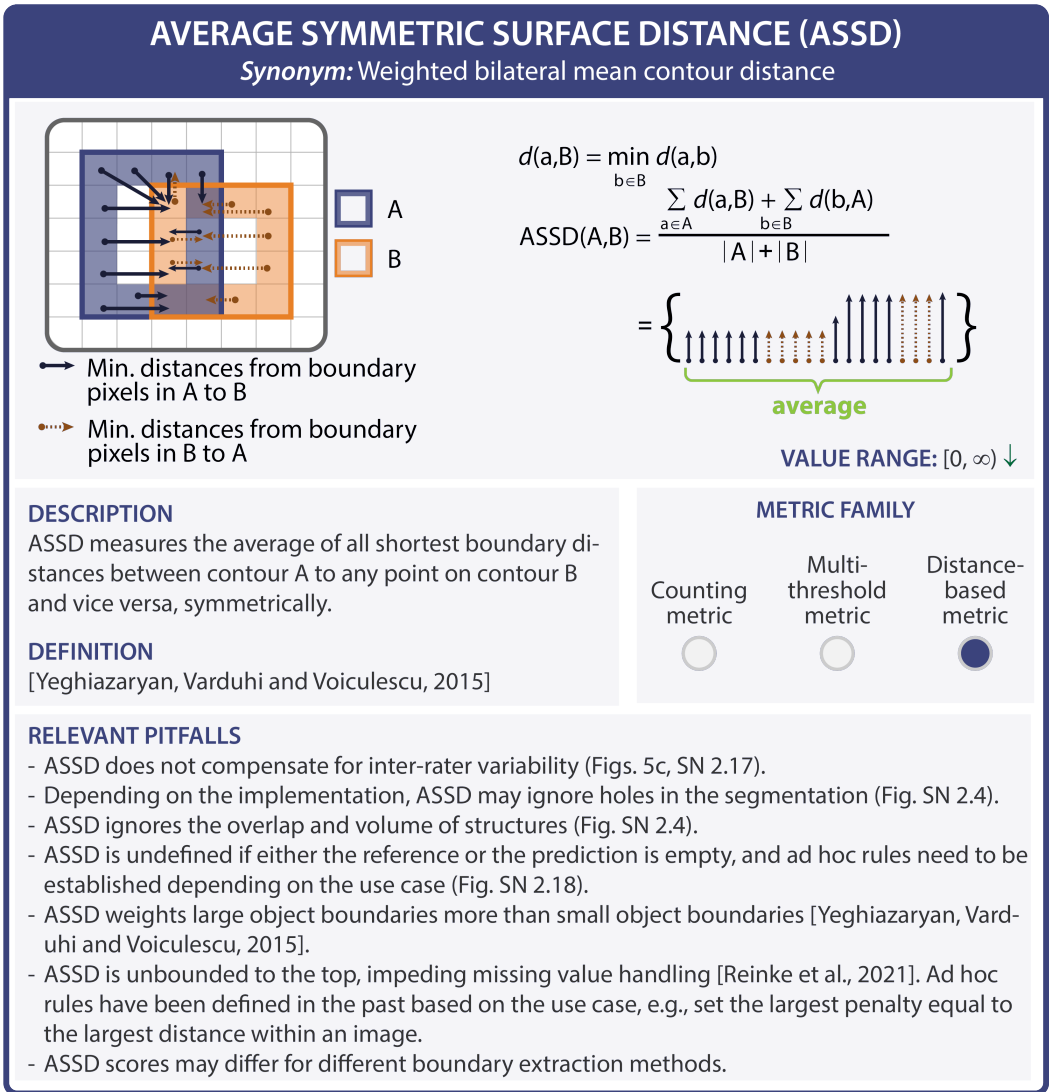 AVERAGE SYMMETRIC SURFACE DISTANCE (ASSD)
Synonym: Weighted bilateral mean contour distance
A
B
Min. distances from boundary
pixels in A to B
Min. distances from boundary
pixels in B to A
d(a,B) = min d(a,b)
b∈B
ASSD(A,B) = 
∑ d(a,B) + ∑ d(b,A)
a∈A b∈B
|A| + |B|
= { }
average
VALUE RANGE: [0, ∞) ↓
DESCRIPTION
ASSD measures the average of all shortest boundary di-
stances between contour A to any point on contour B
and vice versa, symmetrically.
DEFINITION
[Yeghiazaryan, Varduhi and Voiculescu, 2015]
METRIC FAMILY
Counting
metric
Multi-
threshold
metric
Distance-
based
metric
RELEVANT PITFALLS
- ASSD does not compensate for inter-rater variability (Figs. 5c, SN 2.17).
- Depending on the implementation, ASSD may ignore holes in the segmentation (Fig. SN 2.4).
- ASSD ignores the overlap and volume of structures (Fig. SN 2.4).
- ASSD is undefined if either the reference or the prediction is empty, and ad hoc rules need to be
established depending on the use case (Fig. SN 2.18).
- ASSD weights large object boundaries more than small object boundaries [Yeghiazaryan, Vard-
uhi and Voiculescu, 2015].
- ASSD is unbounded to the top, impeding missing value handling [Reinke et al., 2021]. Ad hoc
rules have been defined in the past based on the use case, e.g., set the largest penalty equal to
the largest distance within an image.
- ASSD scores may differ for different boundary extraction methods.